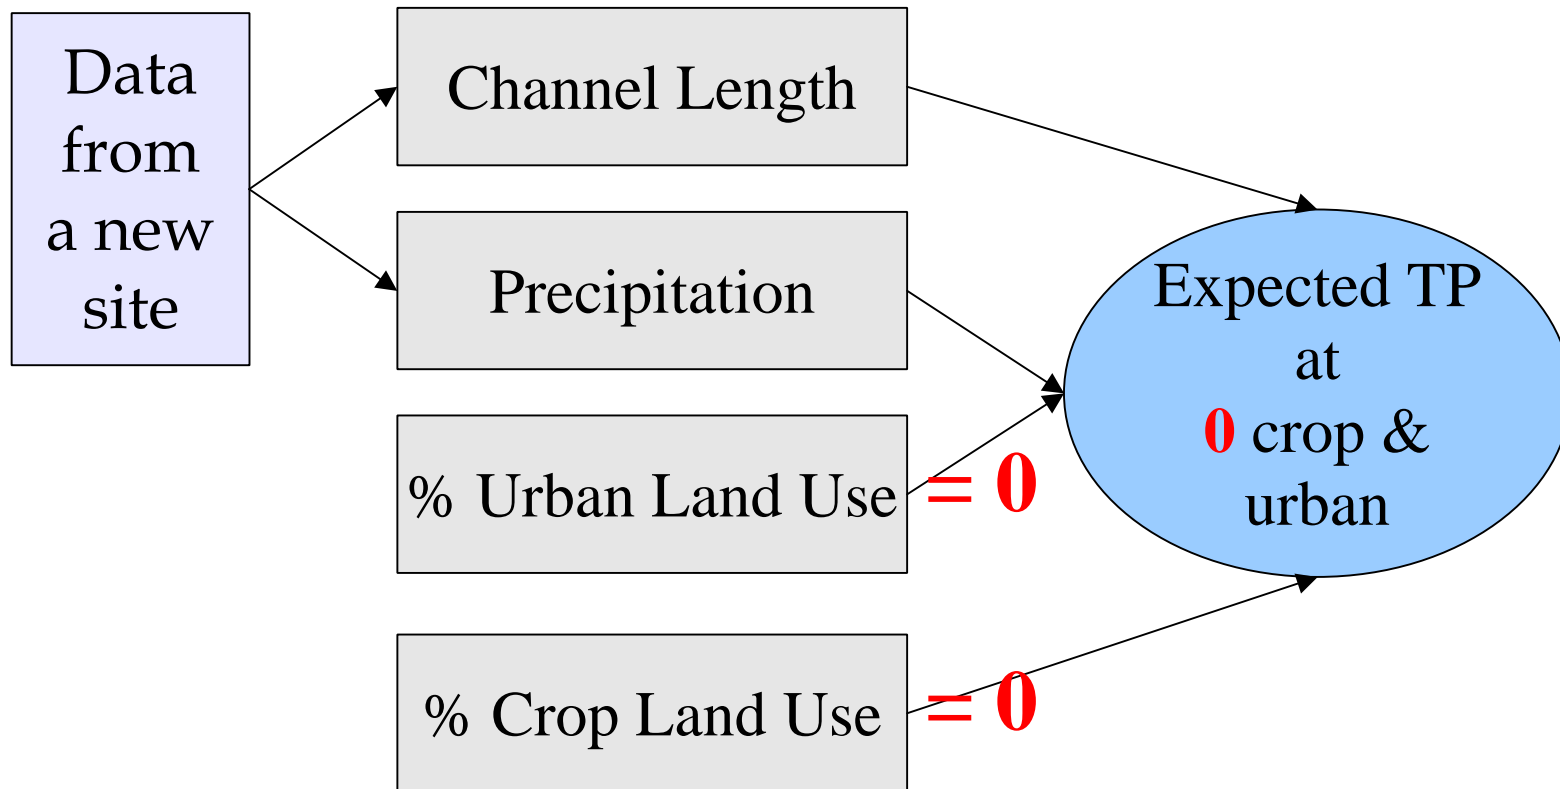 Data
from
a new
site
Channel Length
Precipitation
% Urban Land Use = 0
% Crop Land Use = 0
Expected TP
at
0 crop &
urban